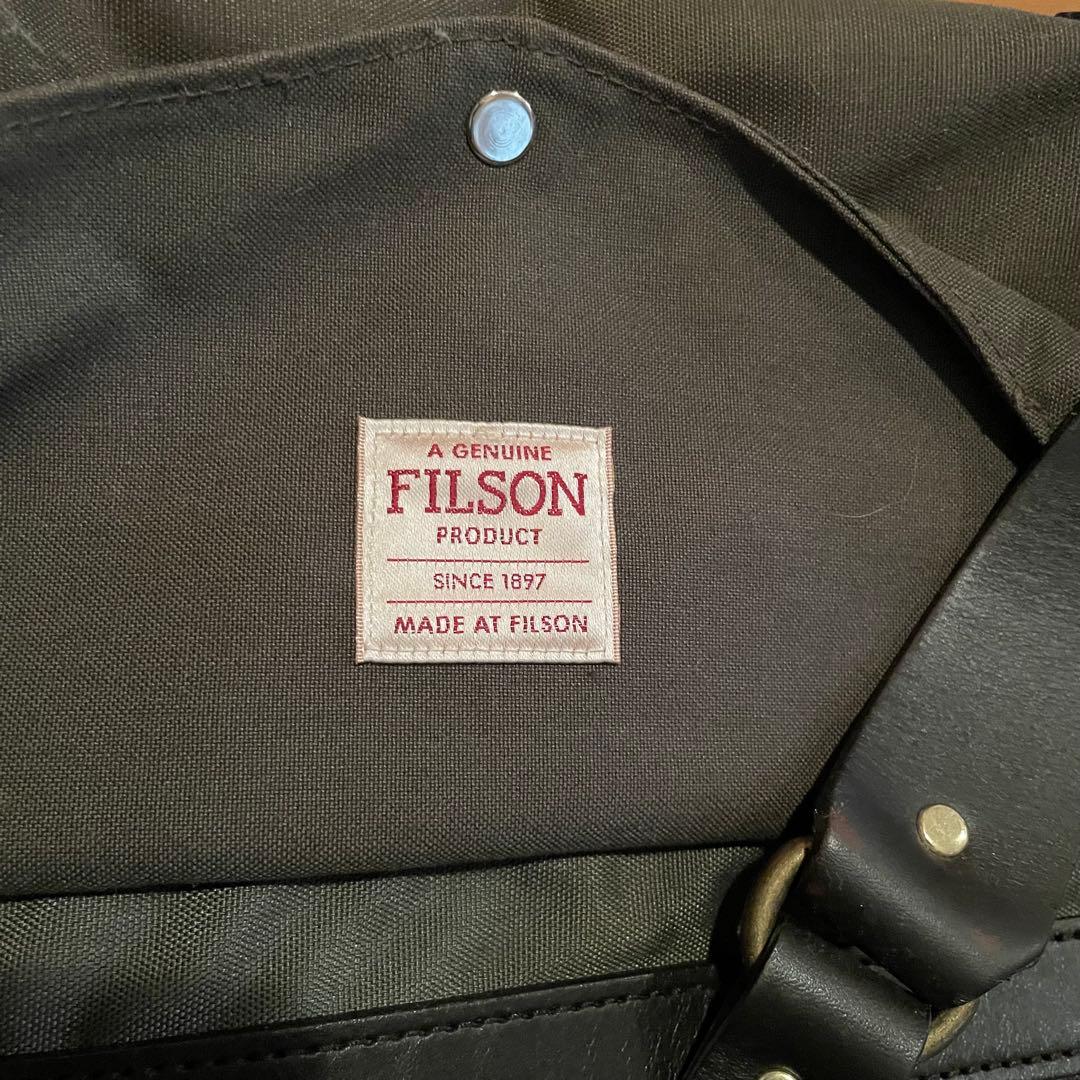 A GENUINE
FILSON
PRODUCT
SINCE 1897
MADE AT FILSON